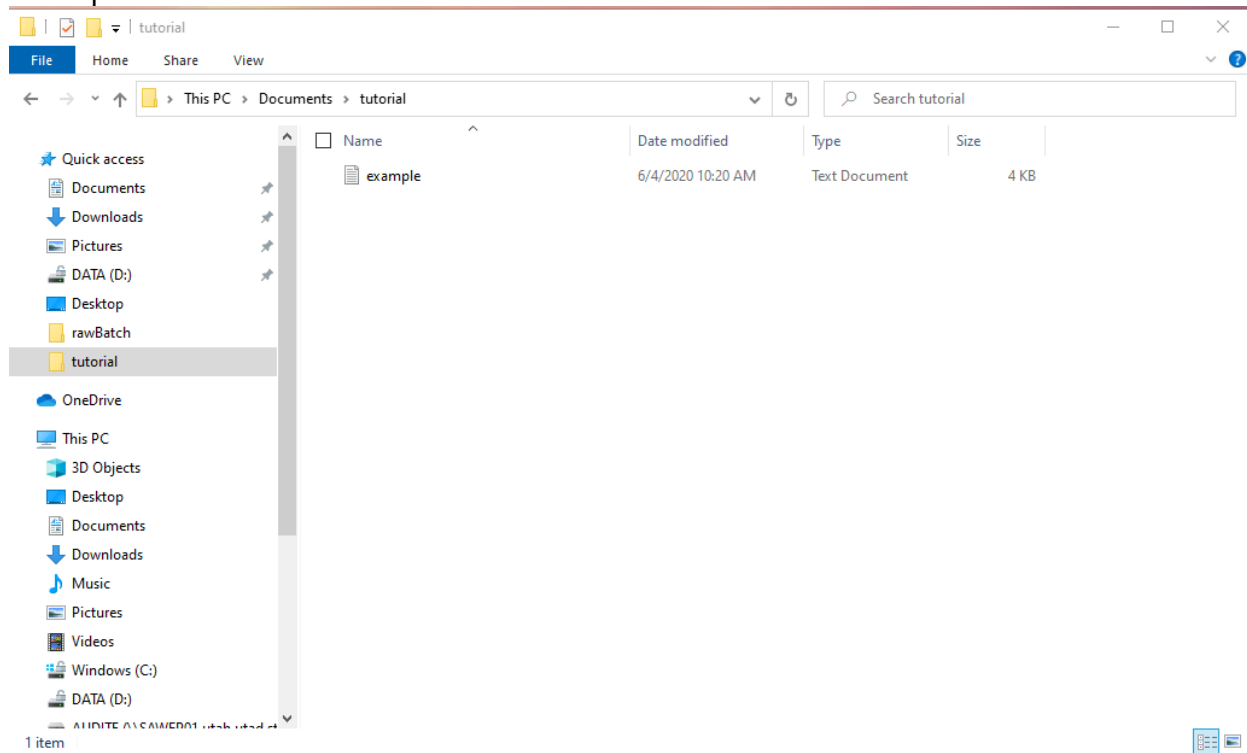 tutorial
File Home Share View
This PC > Documents > tutorial
Search tutorial
Name Date modified Type Size
example 6/4/2020 10:20 AM Text Document 4 KB
Quick access
Documents
Downloads
Pictures
DATA (D:)
Desktop
rawBatch
tutorial
OneDrive
This PC
3D Objects
Desktop
Documents
Downloads
Music
Pictures
Videos
Windows (C:)
DATA (D:)
1 item